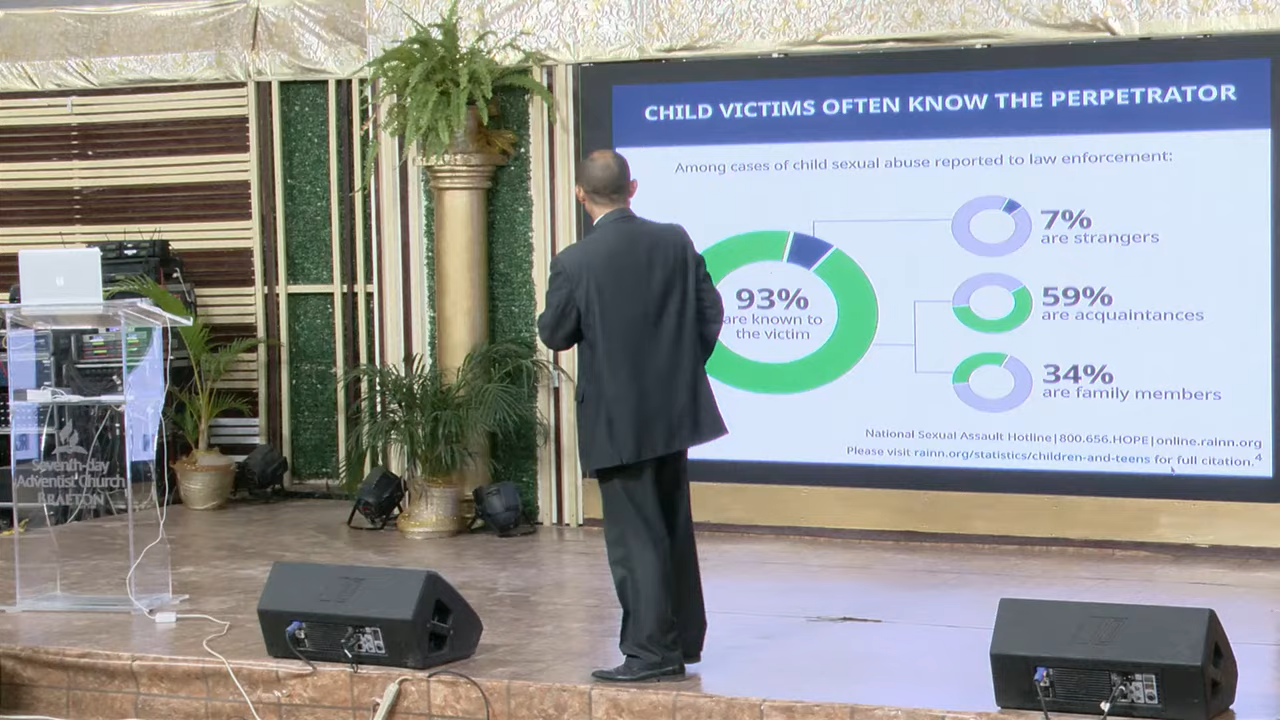 CHILD VICTIMS OFTEN KNOW THE PERPETRATOR
Among cases of child sexual abuse reported to law enforcement:
7%
are strangers
93%
are known to
the victim
59%
are acquaintances
34%
are family members
National Sexual Assault Hotline|800.656.HOPE|online.rainn.org
Please visit rainn.org/statistics/children-and-teens for full citation.4
Seventh-day
Adventist Church
BRAETON